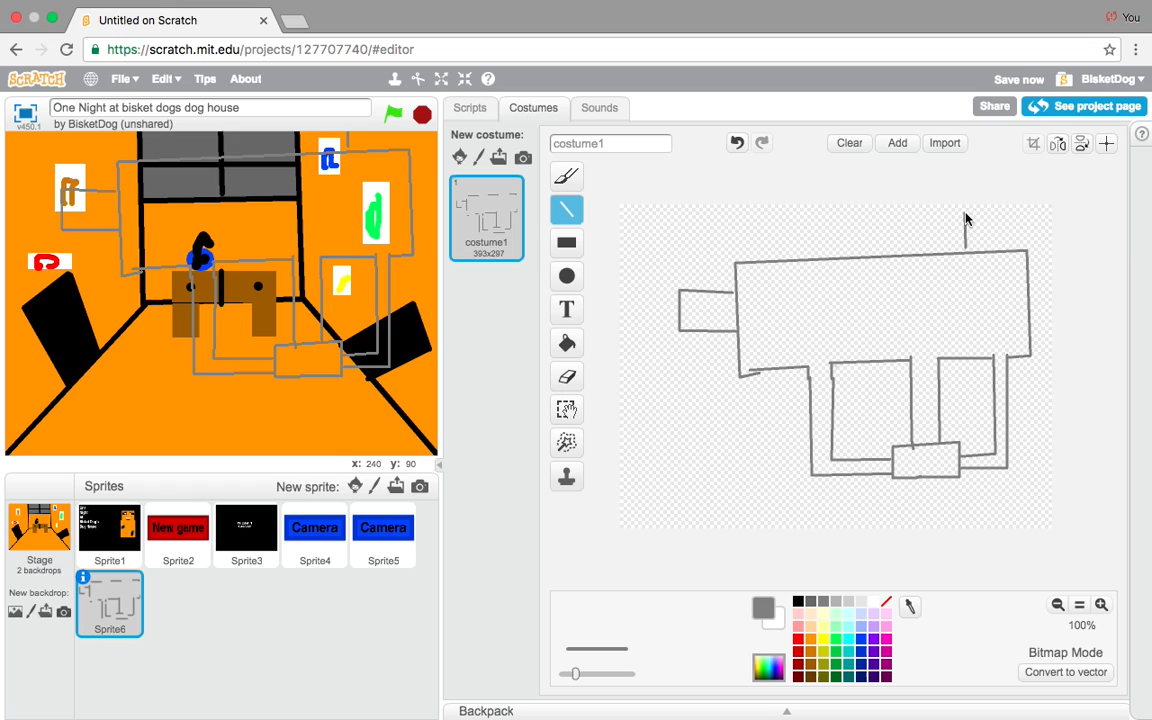 Untitled on Scratch
You
https://scratch.mit.edu/projects/127707740/#editor
SCRATCH
File
Edit
Tips
About
Save now
BisketDog
One Night at bisket dogs dog house
by BisketDog (unshared)
v450.1
Scripts
Costumes
Sounds
Share
See project page
New costume:
costume1
Clear
Add
Import
1
costume1
393x297
T
x: 240 y: 90
Sprites
New sprite:
New game
Camera
Camera
Stage
2 backdrops
Sprite1
Sprite2
Sprite3
Sprite4
Sprite5
New backdrop:
Sprite6
100%
Bitmap Mode
Convert to vector
Backpack